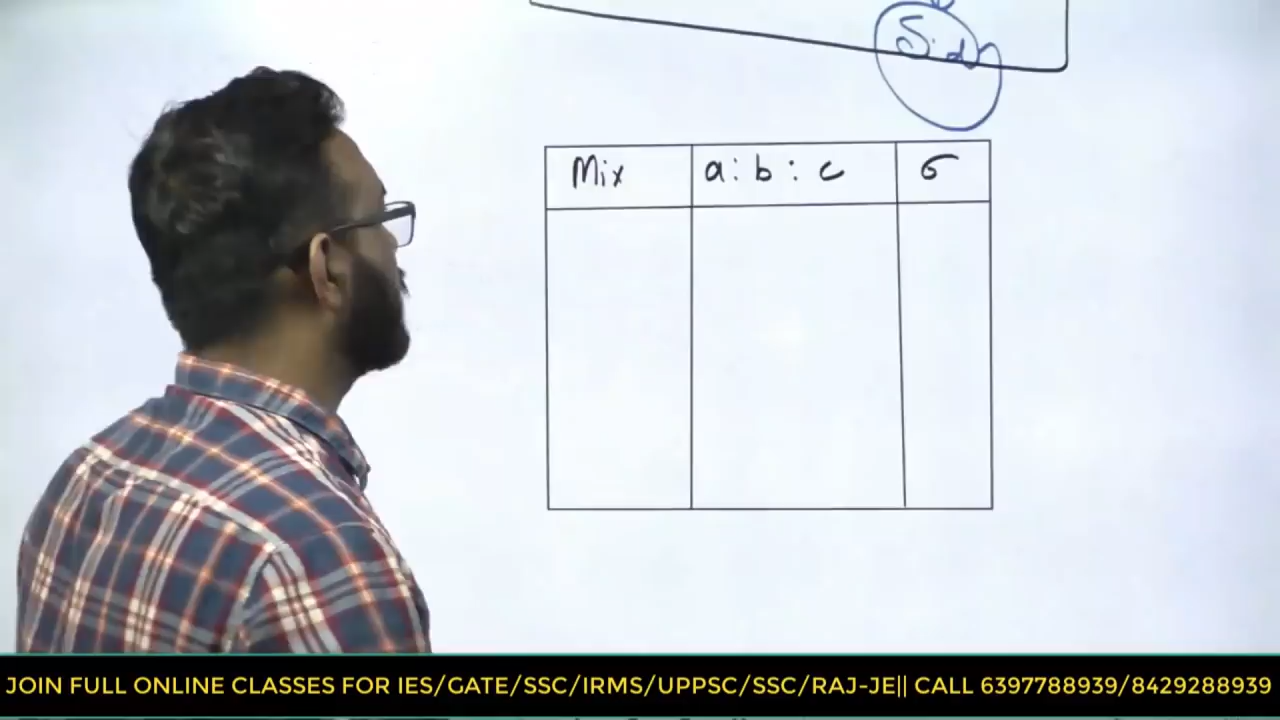 Mix a : b : c σ
JOIN FULL ONLINE CLASSES FOR IES/GATE/SSC/IRMS/UPPSC/SSC/RAJ-JE|| CALL 6397788939/8429288939